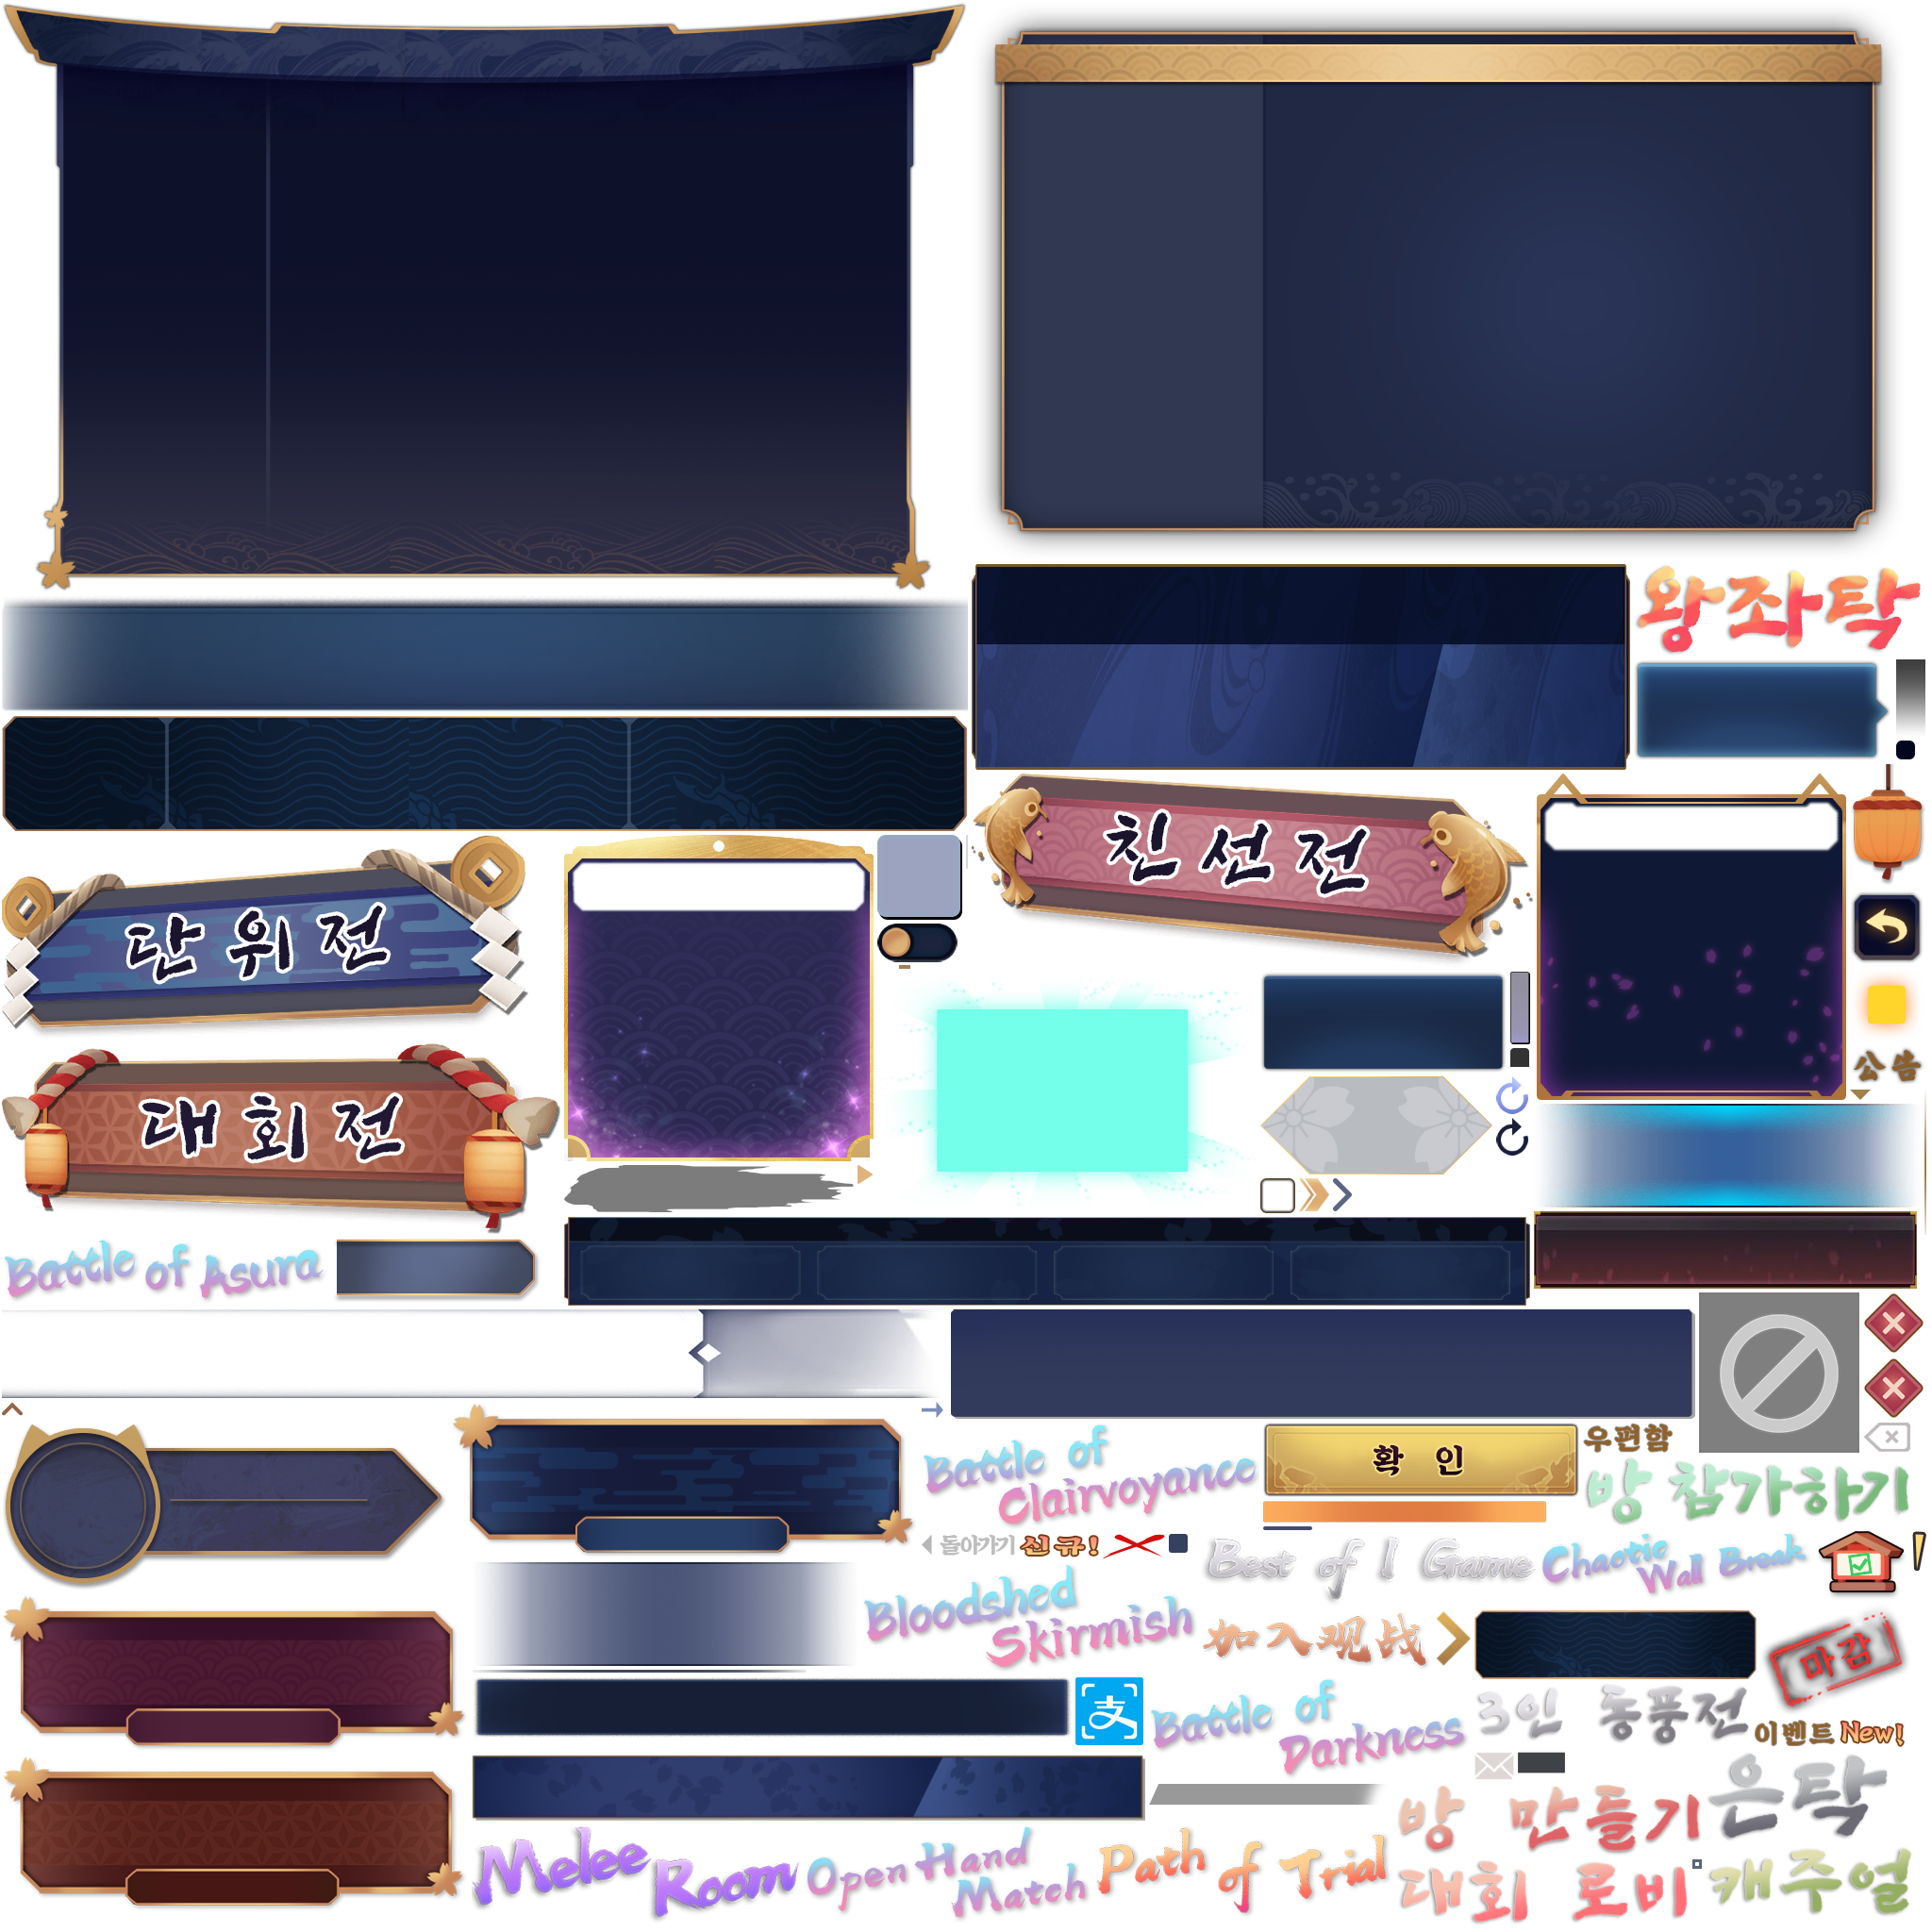 왕좌탁
친선전
단위전
公告
대회전
Battle of Asura
Battle of
Clairvoyance
확 인
우편함
방 참가하기
돌아가기
신규!
Best of 1 Game
Chaotic
Wall Break
Bloodshed
Skirmish
加入观战
마감
支
Battle of
Darkness
3인 동풍전
이벤트
New!
은탁
방 만들기
Melee
Room
Open Hand
Match
Path of Trial
대회 로비
캐주얼